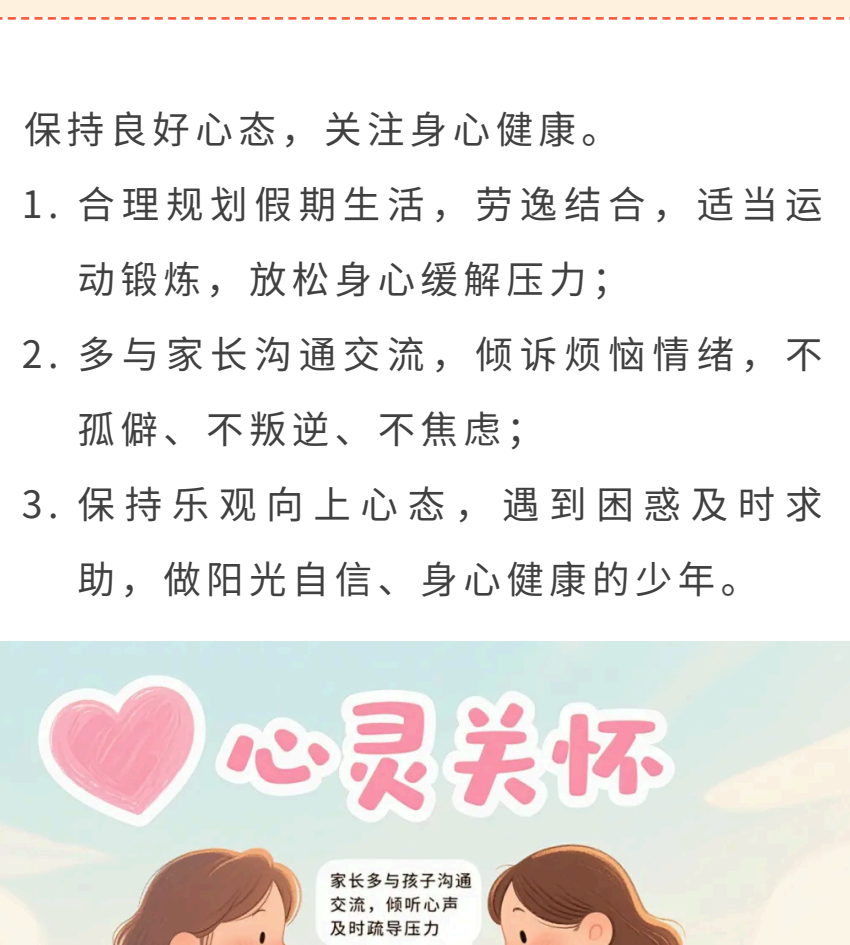 保持良好心态，关注身心健康。
1. 合理规划假期生活，劳逸结合，适当运
动锻炼，放松身心缓解压力；
2. 多与家长沟通交流，倾诉烦恼情绪，不
孤僻、不叛逆、不焦虑；
3. 保持乐观向上心态，遇到困惑及时求
助，做阳光自信、身心健康的少年。
心灵关怀
家长多与孩子沟通
交流，倾听心声
及时疏导压力